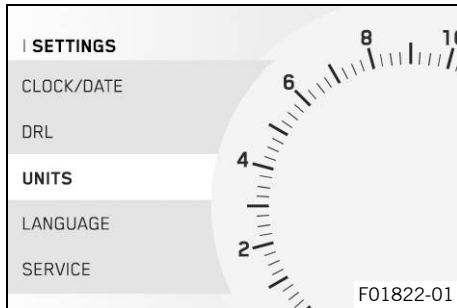 | SETTINGS
CLOCK/DATE
DRL
UNITS
LANGUAGE
SERVICE
2
4
6
8
F01822-01